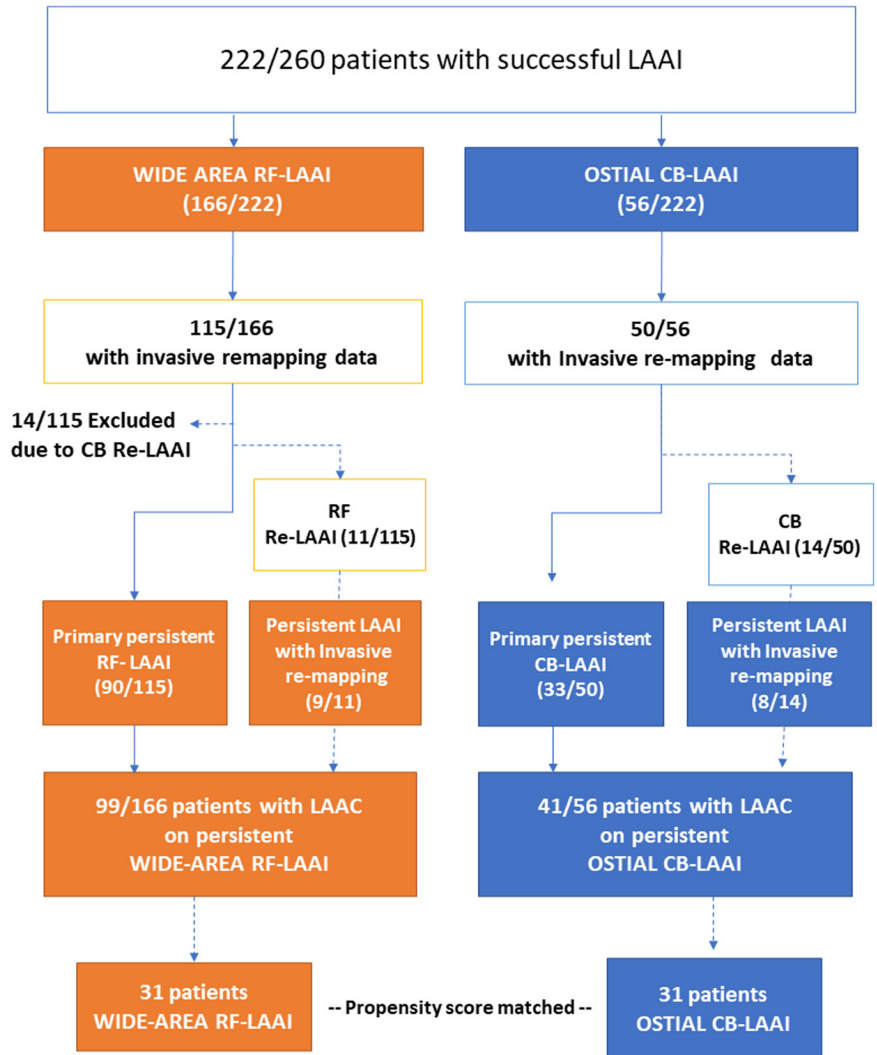 222/260 patients with successful LAAI
WIDE AREA RF-LAAI
(166/222)
OSTIAL CB-LAAI
(56/222)
115/166
with invasive remapping data
50/56
with Invasive re-mapping data
14/115 Excluded
due to CB Re-LAAI
RF
Re-LAAI (11/115)
CB
Re-LAAI (14/50)
Primary persistent
RF- LAAI
(90/115)
Persistent LAAI
with Invasive
re-mapping
(9/11)
Primary persistent
CB-LAAI
(33/50)
Persistent LAAI
with Invasive
re-mapping
(8/14)
99/166 patients with LAAC
on persistent
WIDE-AREA RF-LAAI
41/56 patients with LAAC
on persistent
OSTIAL CB-LAAI
31 patients
WIDE-AREA RF-LAAI
-- Propensity score matched --
31 patients
OSTIAL CB-LAAI